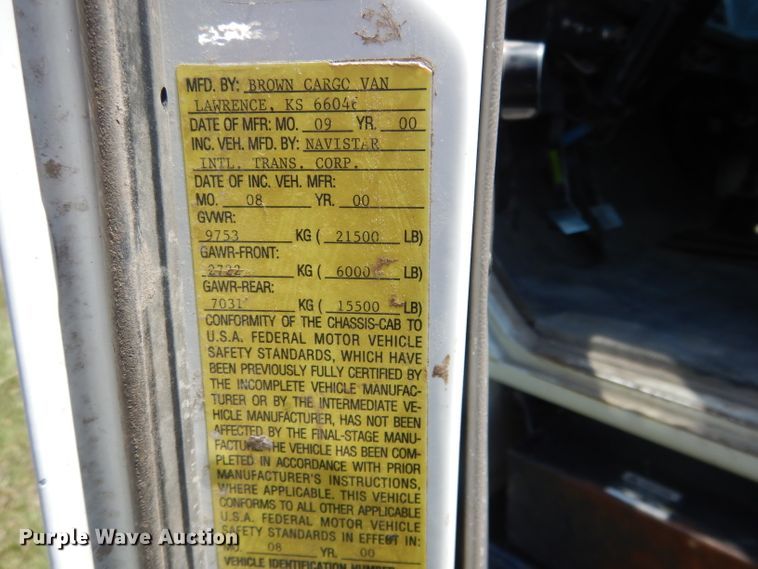 MFD. BY: BROWN CARGO VAN
LAWRENCE, KS 66046
DATE OF MFR: MO. 09 YR. 00
INC. VEH. MFD. BY: NAVISTAR
INTL. TRANS. CORP.
DATE OF INC. VEH. MFR:
MO. 08 YR. 00
GVWR:
9753 KG ( 21500 LB)
GAWR-FRONT:
2722 KG ( 6000 LB)
GAWR-REAR:
7031 KG ( 15500 LB)
CONFORMITY OF THE CHASSIS-CAB TO
U.S.A. FEDERAL MOTOR VEHICLE
SAFETY STANDARDS, WHICH HAVE
BEEN PREVIOUSLY FULLY CERTIFIED BY
THE INCOMPLETE VEHICLE MANUFAC-
TURER OR BY THE INTERMEDIATE VE-
HICLE MANUFACTURER, HAS NOT BEEN
AFFECTED BY THE FINAL-STAGE MANU-
FACTURER. THE VEHICLE HAS BEEN COM-
PLETED IN ACCORDANCE WITH PRIOR
MANUFACTURER'S INSTRUCTIONS,
WHERE APPLICABLE. THIS VEHICLE
CONFORMS TO ALL OTHER APPLICABLE
U.S.A. FEDERAL MOTOR VEHICLE
SAFETY STANDARDS IN EFFECT IN:
MO. 08 YR. 00
VEHICLE IDENTIFICATION NUMBER
Purple Wave Auction